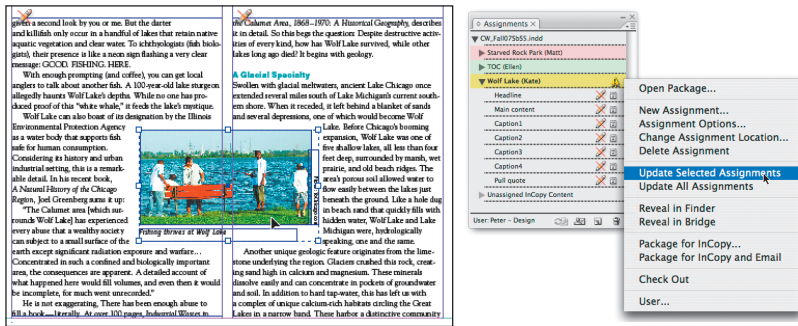 given a second look by you or me. But the darter
and killifish only occur in a handful of lakes that retain native
aquatic vegetation and clear water. To ichthyologists (fish biolo-
gists), their presence is like a neon sign flashing a very clear
message: GOOD. FISHING. HERE.
With enough prompting (and coffee), you can get local
anglers to talk about another fish. A 100-year-old lake sturgeon
allegedly haunts Wolf Lake's depths. While no one has pro-
duced proof of this "white whale," it feeds the lake's mystique.
Wolf Lake can also boast of its designation by the Illinois
Environmental Protection Agency
as a water body that supports fish
safe for human consumption.
Considering its history and urban
industrial setting, this is a remark-
able detail. In his recent book,
A Natural History of the Chicago
Region, Joel Greenberg sums it up:
"The Calumet area [which sur-
rounds Wolf Lake] has experienced
every abuse that a wealthy society
can subject to a small surface of the
earth except significant radiation exposure and warfare...
Concentrated in such a confined and biologically important
area, the consequences are apparent. A detailed account of
what happened here would fill volumes, and even then it would
be incomplete, for much went unrecorded."
He is not exaggerating. There has been enough abuse to
fill a book—literally. At over 100 pages, Industrial Wastes in
the Calumet Area, 1868–1970: A Historical Geography, describes
it in detail. So this begs the question: Despite destructive activ-
ities of every kind, how has Wolf Lake survived, while other
lakes long ago died? It begins with geology.
A Glacial Specialty
Swollen with glacial meltwaters, ancient Lake Chicago once
extended several miles south of Lake Michigan's current south-
ern shore. When it receded, it left behind a blanket of sands
and several depressions, one of which would become Wolf
Lake. Before Chicago's booming
expansion, Wolf Lake was one of
five shallow lakes, all less than four
feet deep, surrounded by marsh, wet
prairie, and old beach ridges. The
area's porous soil allowed water to
flow easily between the lakes just
beneath the ground. Like a hole dug
in beach sand that quickly fills with
hidden water, Wolf Lake and Lake
Michigan were, hydrologically
speaking, one and the same.
Another unique geologic feature originates from the lime-
stone underlying the region. Glaciers crushed this rock, creat-
ing sand high in calcium and magnesium. These minerals
dissolve easily and can concentrate in pockets of groundwater
and soil. In addition to hard tap-water, this has left us with
a complex of unique calcium-rich habitats circling the Great
Lakes in a narrow band. These harbor a distinctive community
Fishing thrives at Wolf Lake
Assignments
CW_Fall07SbSS.indd
Starved Rock Park (Matt)
TOC (Ellen)
Wolf Lake (Kate)
Headline
Main content
Caption1
Caption2
Caption3
Caption4
Pull quote
Unassigned InCopy Content
User: Peter – Design
Open Package...
New Assignment...
Assignment Options...
Change Assignment Location...
Delete Assignment
Update Selected Assignments
Update All Assignments
Reveal in Finder
Reveal in Bridge
Package for InCopy...
Package for InCopy and Email
Check Out
User...